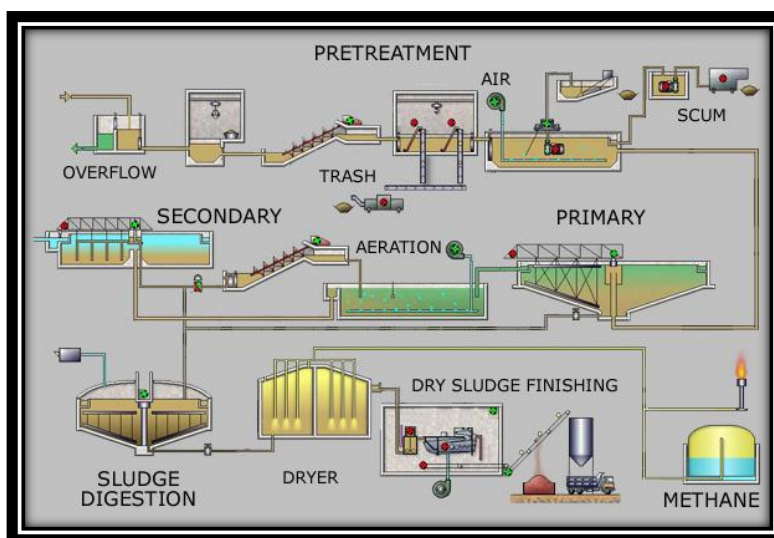 PRETREATMENT
AIR
SCUM
OVERFLOW
TRASH
SECONDARY
PRIMARY
AERATION
DRY SLUDGE FINISHING
SLUDGE
DIGESTION
DRYER
METHANE